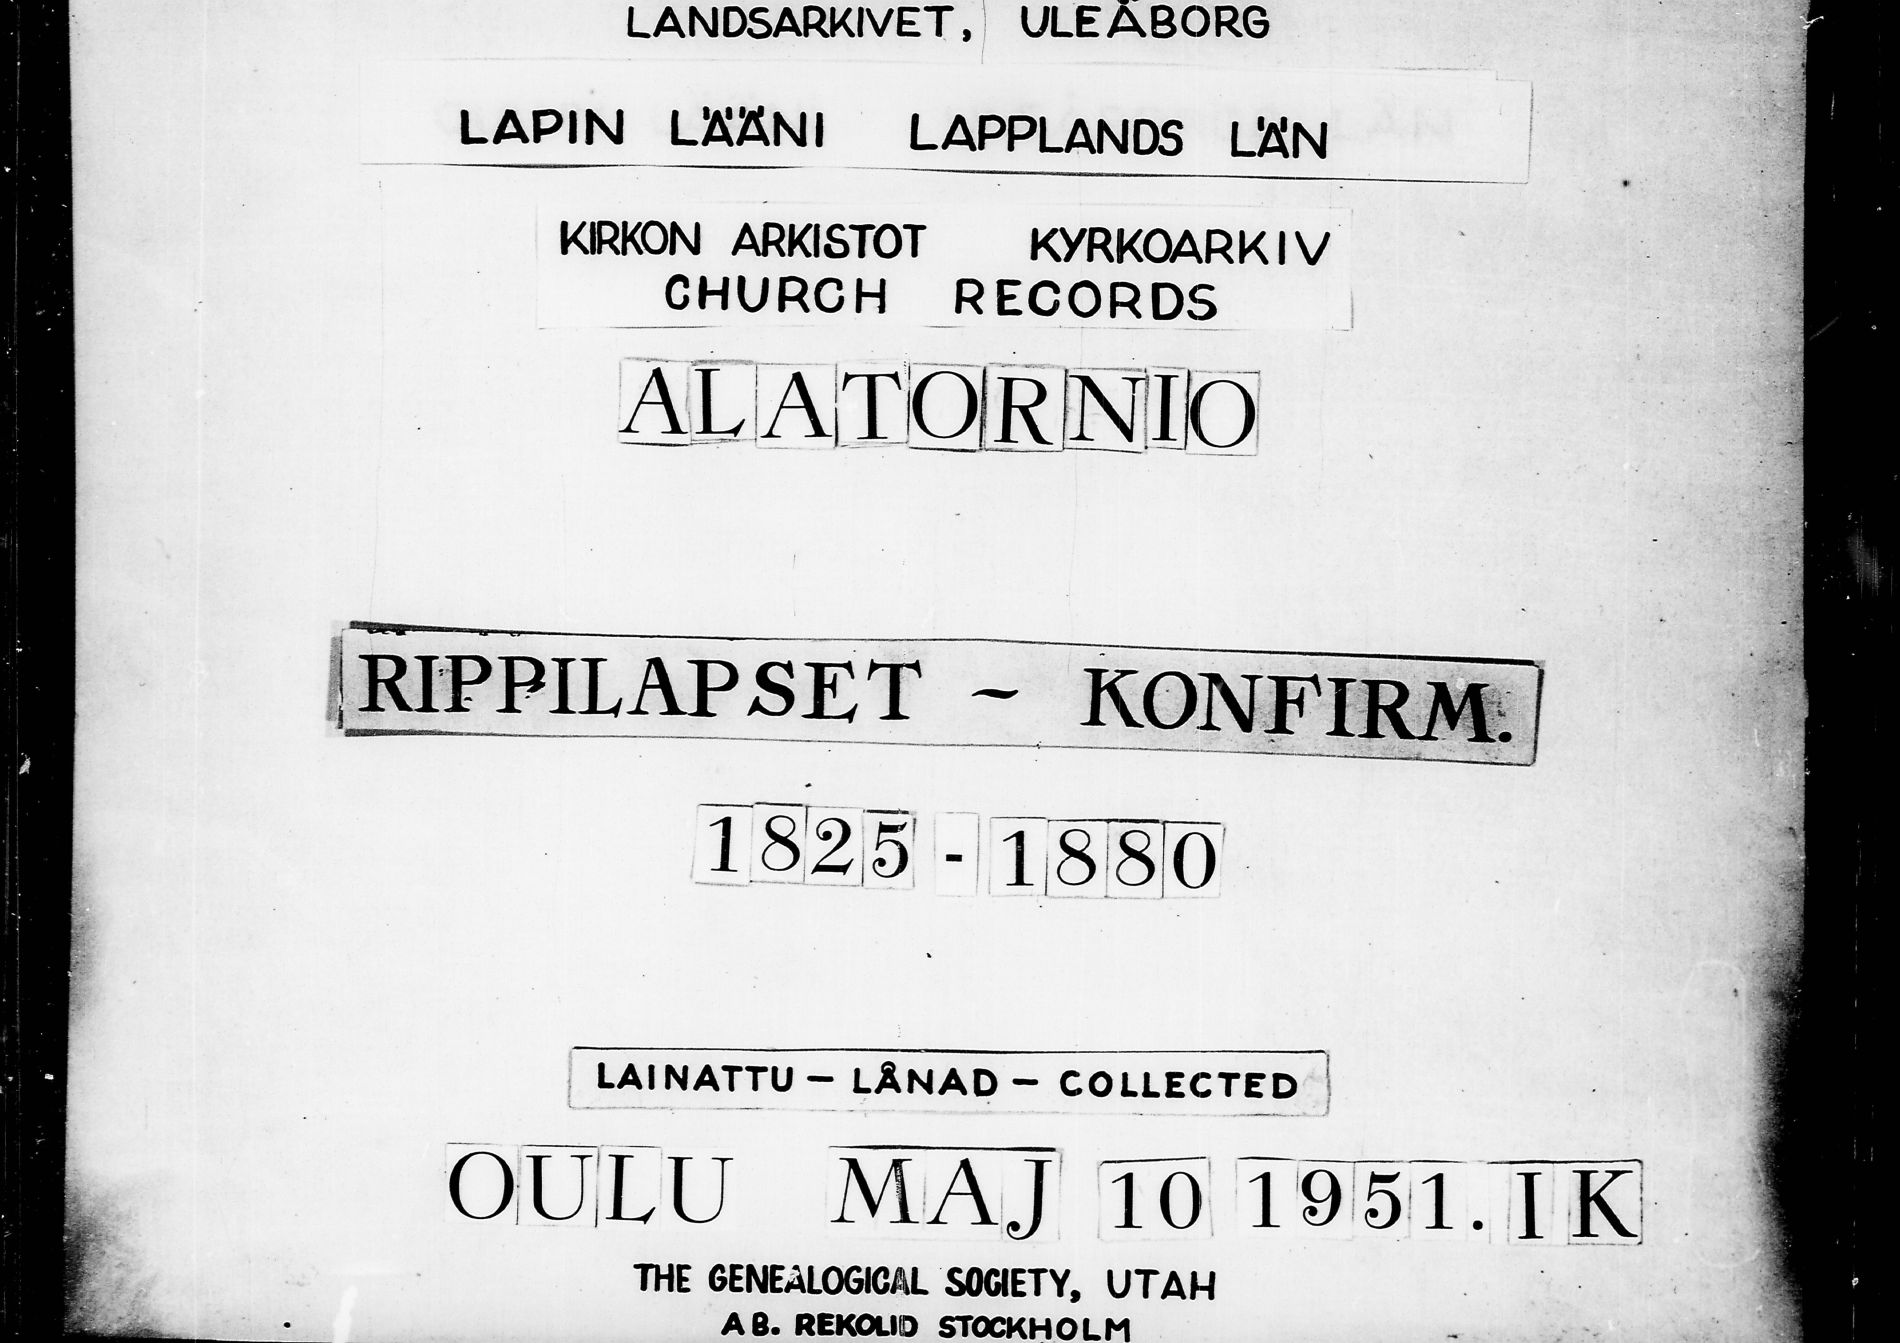 LANDSARKIVET, ULEÅBORG
LAPIN LÄÄNI LAPPLANDS LÄN
KIRKON ARKISTOT KYRKOARKIV
CHURCH RECORDS
ALATORNIO
RIPPILAPSET - KONFIRM.
1825-1880
LAINATTU - LÅNAD - COLLECTED
OULU MAJ 10 1951. IK
THE GENEALOGICAL SOCIETY, UTAH
AB. REKOLID STOCKHOLM